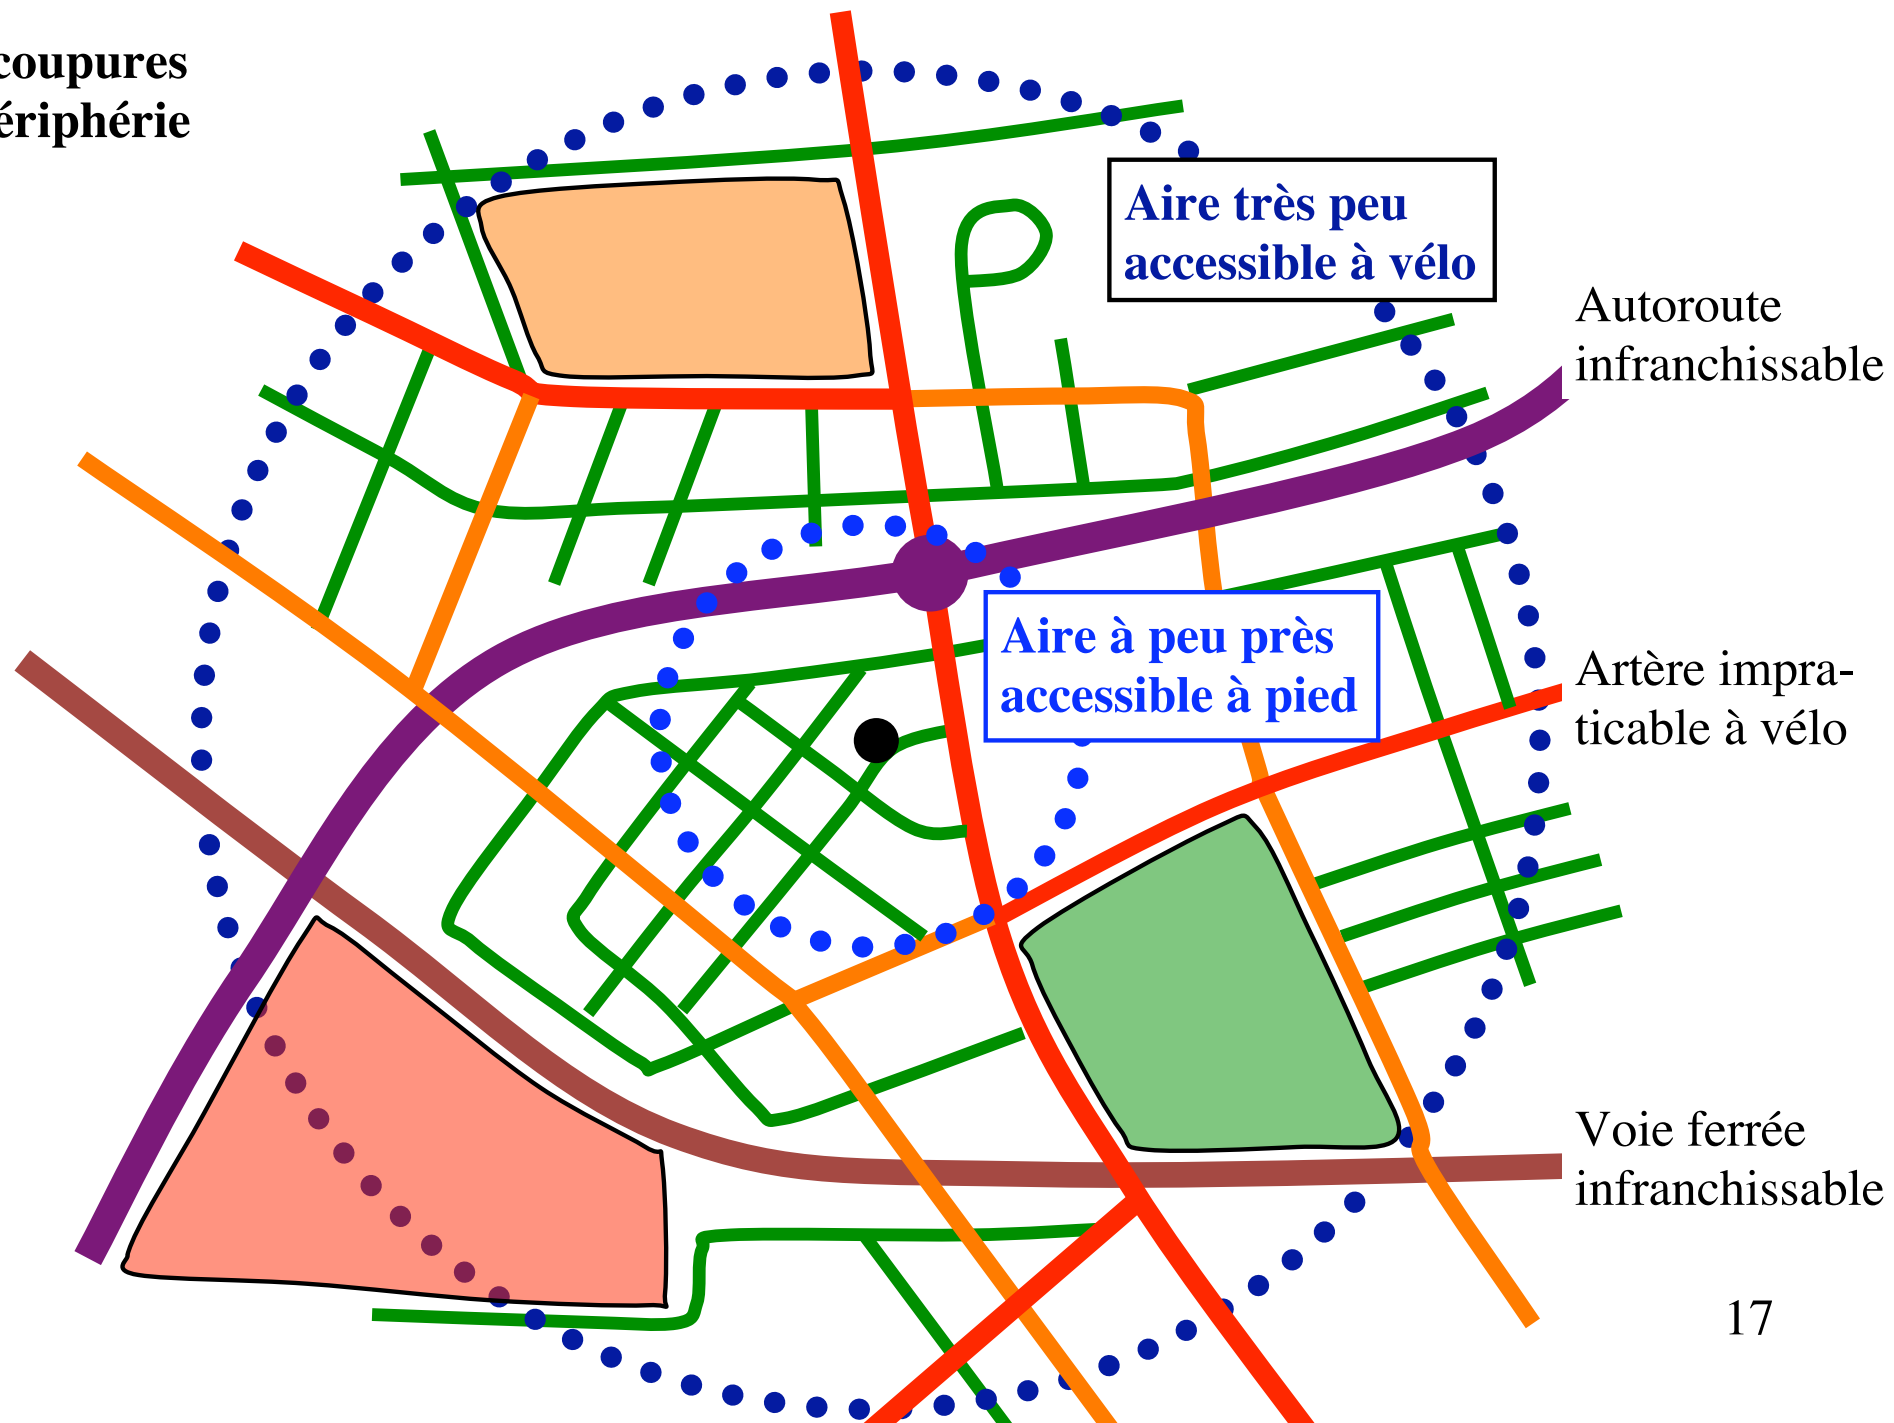 coupures
ériphérie
Aire très peu
accessible à vélo
Autoroute
infranchissable
Aire à peu près
accessible à pied
Artère impra-
ticable à vélo
Voie ferrée
infranchissable
17